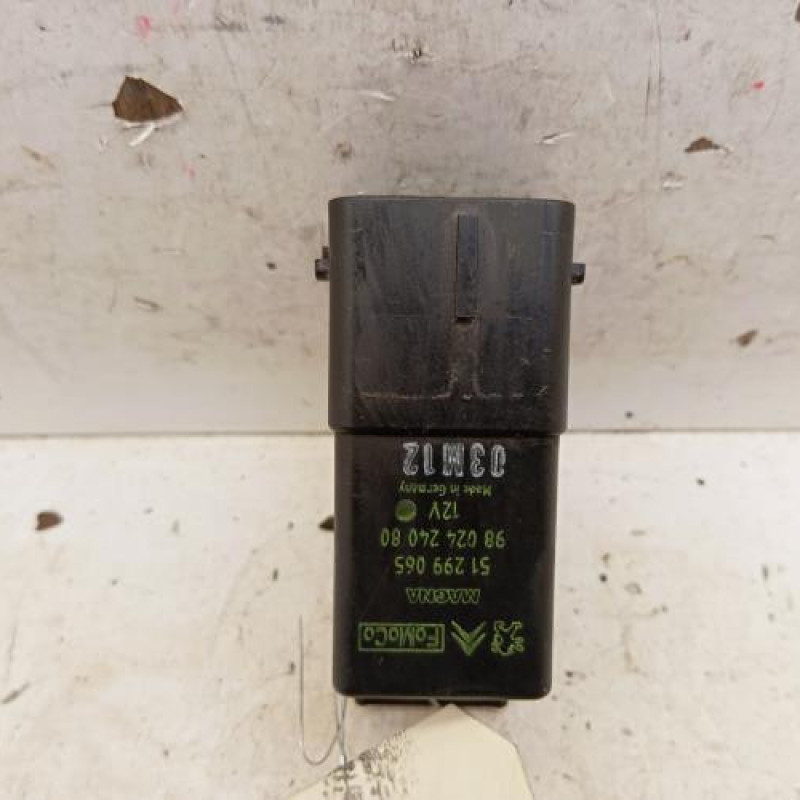 FoMoCo
MAGNA
51 299 065
98 024 240 80
12V
Made in Germany
03M12